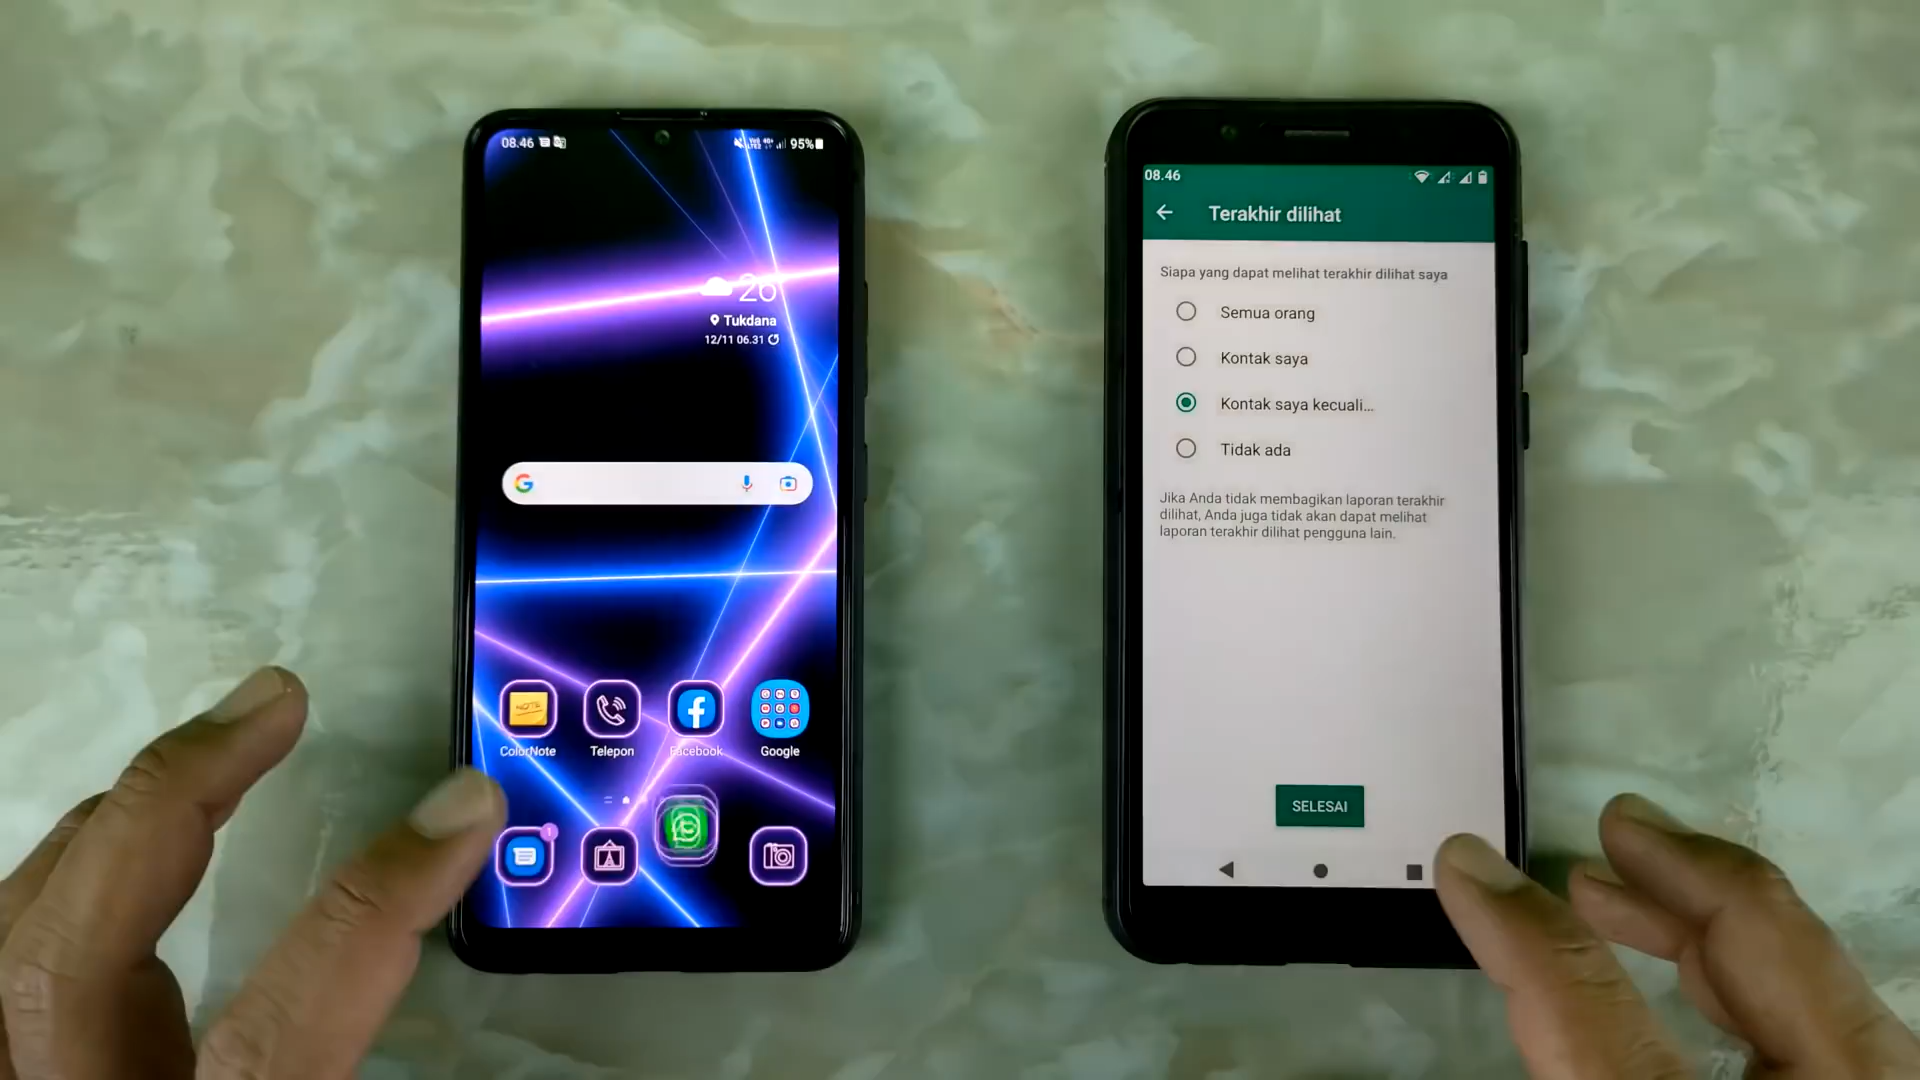 08.46
95%
26
Tukdana
12/11 06.31
NOTE
ColorNote
Telepon
Facebook
Google
1
08.46
Terakhir dilihat
Siapa yang dapat melihat terakhir dilihat saya
Semua orang
Kontak saya
Kontak saya kecuali...
Tidak ada
Jika Anda tidak membagikan laporan terakhir
dilihat, Anda juga tidak akan dapat melihat
laporan terakhir dilihat pengguna lain.
SELESAI